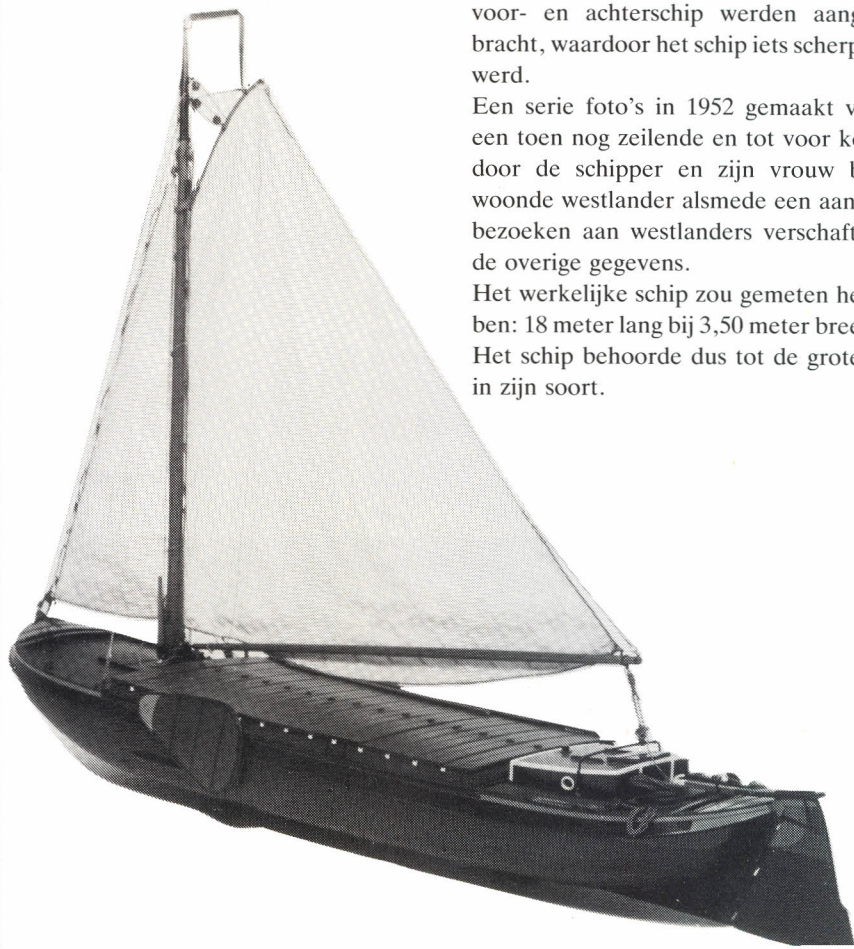 voor- en achterschip werden aang
bracht, waardoor het schip iets scherp
werd.
Een serie foto's in 1952 gemaakt v
een toen nog zeilende en tot voor k
door de schipper en zijn vrouw b
woonde westlander alsmede een aan
bezoeken aan westlanders verschaft
de overige gegevens.
Het werkelijke schip zou gemeten he
ben: 18 meter lang bij 3,50 meter bree
Het schip behoorde dus tot de grote
in zijn soort.